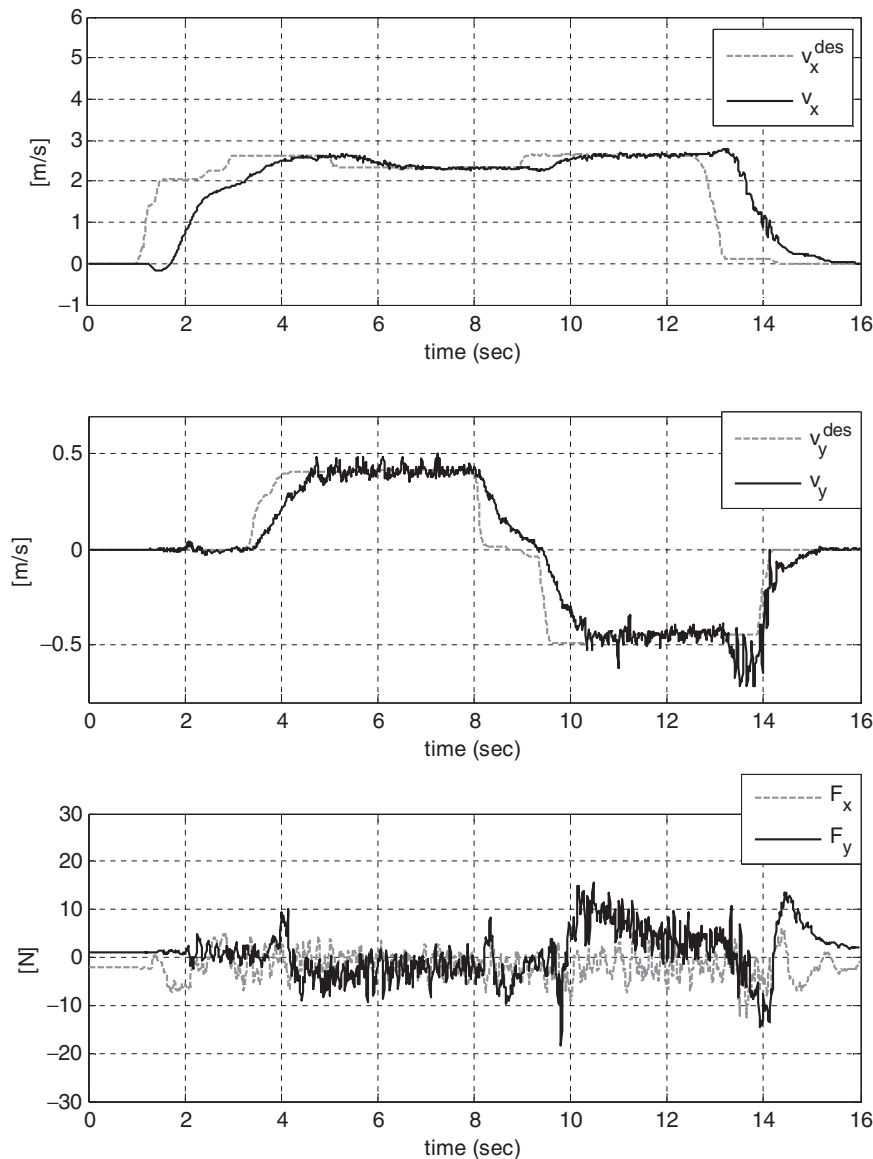 6
5
4
3
2
1
0
−1
[m/s]
v_x^des
v_x
0 2 4 6 8 10 12 14 16
time (sec)
0.5
0
−0.5
[m/s]
v_y^des
v_y
0 2 4 6 8 10 12 14 16
time (sec)
30
20
10
0
−10
−20
−30
[N]
F_x
F_y
0 2 4 6 8 10 12 14 16
time (sec)